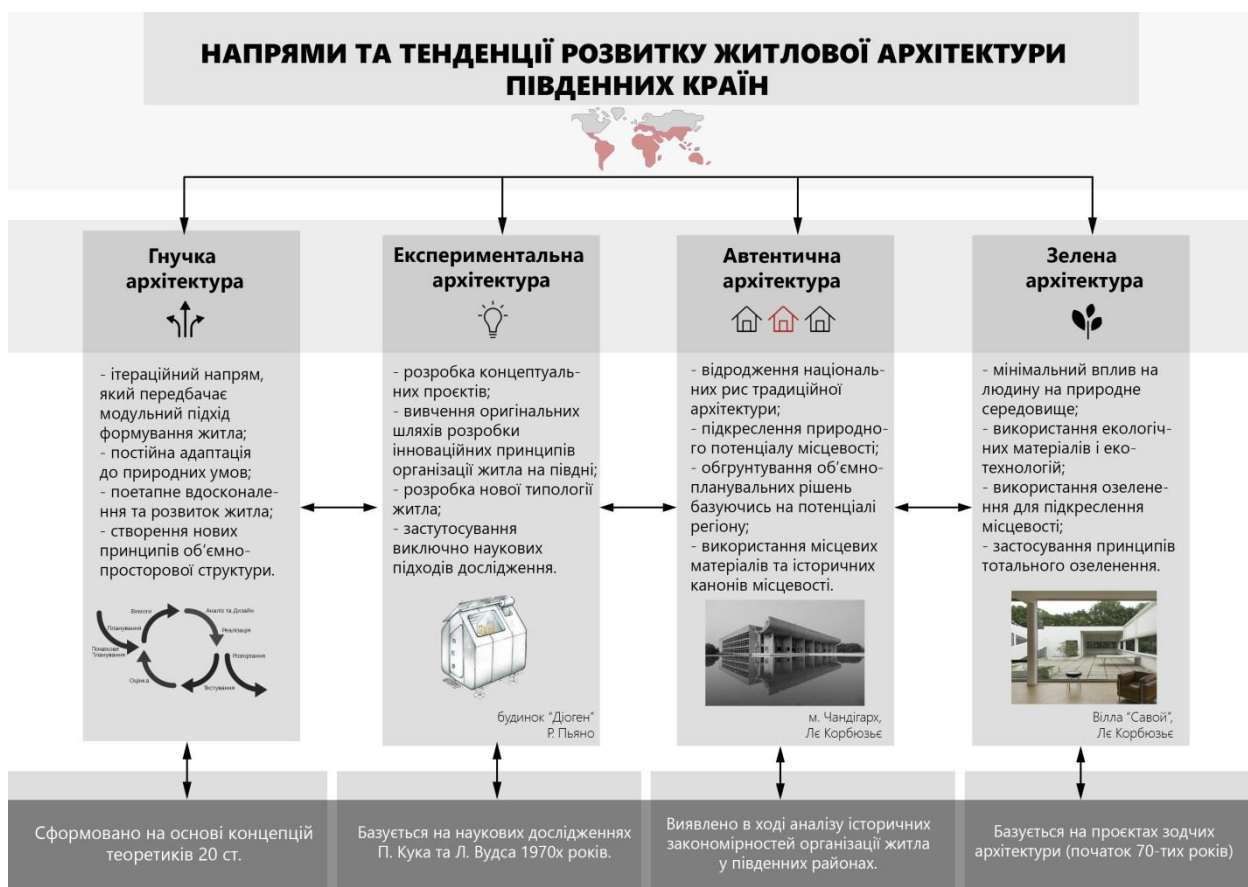 НАПРЯМИ ТА ТЕНДЕНЦІЇ РОЗВИТКУ ЖИТЛОВОЇ АРХІТЕКТУРИ
ПІВДЕННИХ КРАЇН
Гнучка
архітектура
- ітераційний напрям,
який передбачає
модульний підхід
формування житла;
- постійна адаптація
до природних умов;
- поетапне вдосконале-
ння та розвиток житла;
- створення нових
принципів об'ємно-
просторової структури.
Вимоги
Аналіз та Дизайн
Планування
Реалізація
Початкове
Планування
Розгортання
Оцінка
Тестування
Експериментальна
архітектура
- розробка концептуаль-
них проєктів;
- вивчення оригінальних
шляхів розробки
інноваційних принципів
організації житла на півдні;
- розробка нової типології
житла;
- застутосування
виключно наукових
підходів дослідження.
будинок "Діоген"
Р. Пьяно
Автентична
архітектура
- відродження національ-
них рис традиційної
архітектури;
- підкреслення природно-
го потенціалу місцевості;
- обгрунтування об'ємно-
планувальних рішень
базуючись на потенціалі
регіону;
- використання місцевих
матеріалів та історичних
канонів місцевості.
м. Чандігарх,
Лє Корбюзьє
Зелена
архітектура
- мінімальний вплив на
людину на природне
середовище;
- використання екологіч-
них матеріалів і еко-
технологій;
- використання озелене-
ння для підкреслення
місцевості;
- застосування принципів
тотального озеленення.
Вілла "Савой",
Лє Корбюзьє
Сформовано на основі концепцій
теоретиків 20 ст.
Базується на наукових дослідженнях
П. Кука та Л. Вудса 1970х років.
Виявлено в ході аналізу історичних
закономірностей організації житла
у південних районах.
Базується на проєктах зодчих
архітектури (початок 70-тих років)